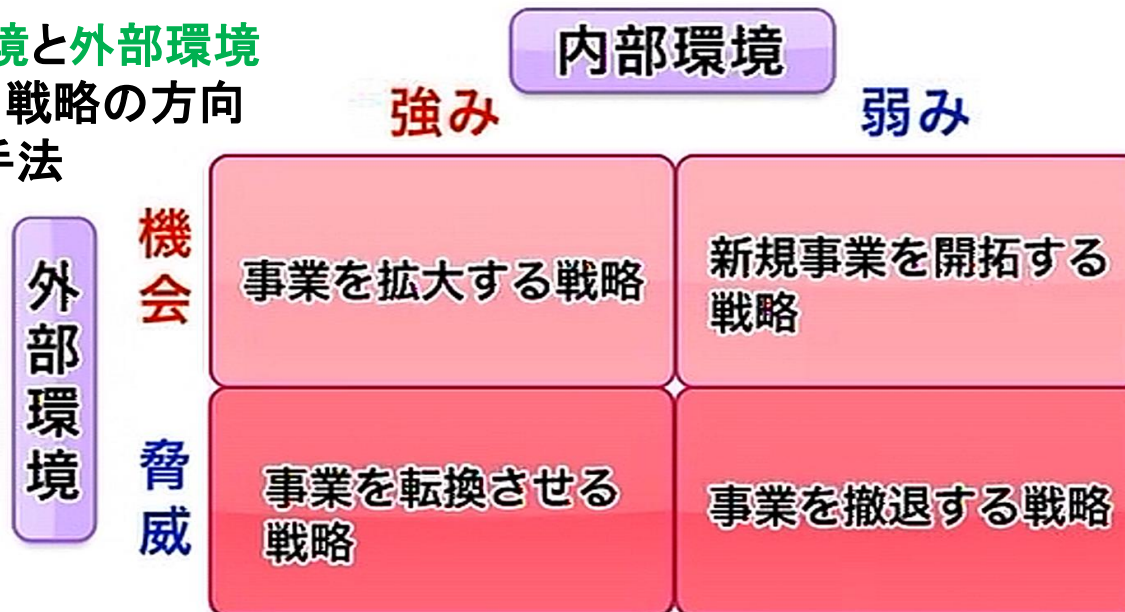 境と外部環境
戦略の方向
手法
内部環境
強み
弱み
外部環境
機会
事業を拡大する戦略
新規事業を開拓する
戦略
脅威
事業を転換させる
戦略
事業を撤退する戦略